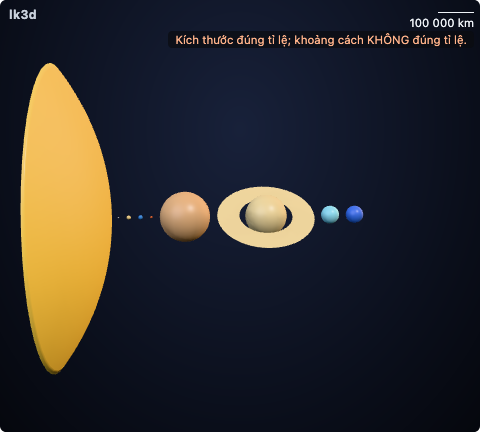 lk3d
100 000 km
Kích thước đúng tỉ lệ; khoảng cách KHÔNG đúng tỉ lệ.